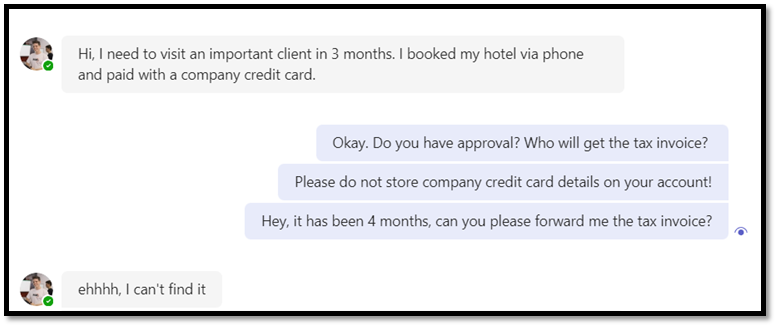 Hi, I need to visit an important client in 3 months. I booked my hotel via phone
and paid with a company credit card.
Okay. Do you have approval? Who will get the tax invoice?
Please do not store company credit card details on your account!
Hey, it has been 4 months, can you please forward me the tax invoice?
ehhhh, I can't find it